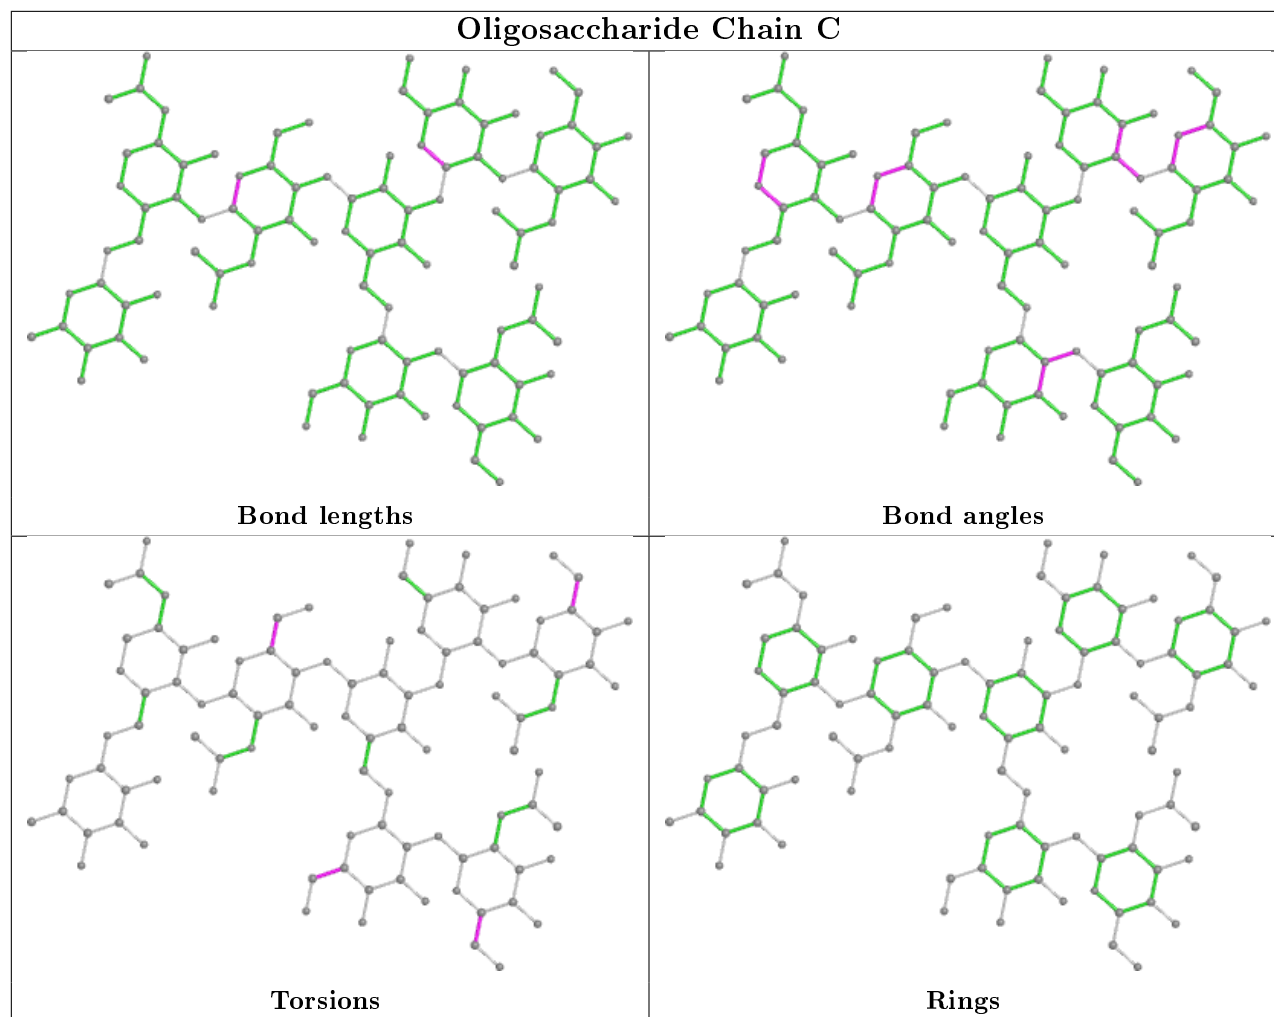 Oligosaccharide Chain C
Bond lengths
Bond angles
Torsions
Rings